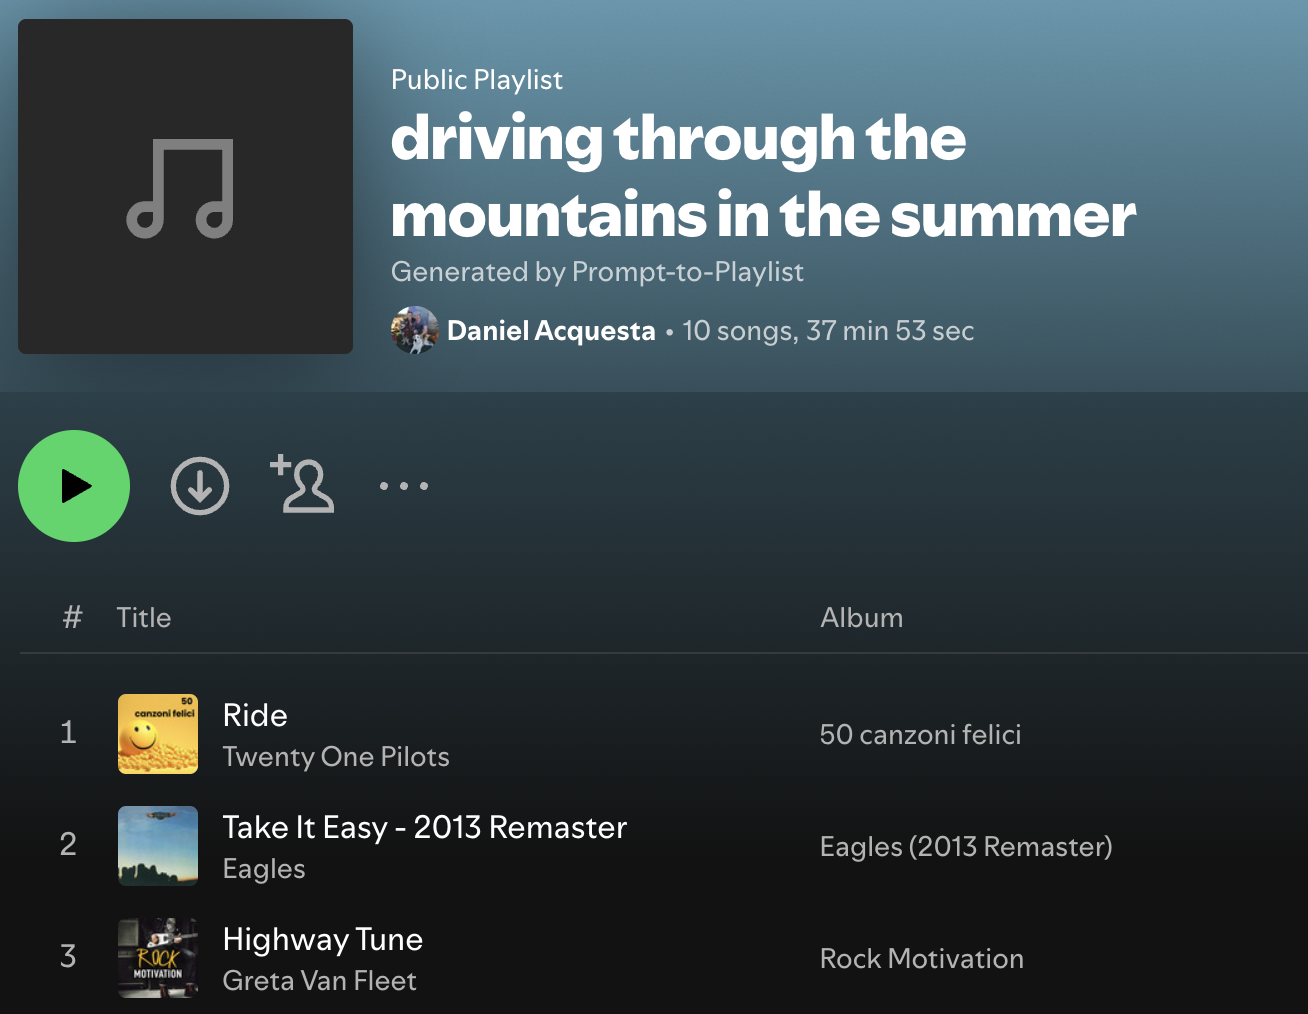 Public Playlist
driving through the
mountains in the summer
Generated by Prompt-to-Playlist
Daniel Acquesta • 10 songs, 37 min 53 sec
# Title Album
1
50
canzoni felici
Ride
Twenty One Pilots
50 canzoni felici
2
Take It Easy - 2013 Remaster
Eagles
Eagles (2013 Remaster)
3
ROCK
MOTIVATION
Highway Tune
Greta Van Fleet
Rock Motivation